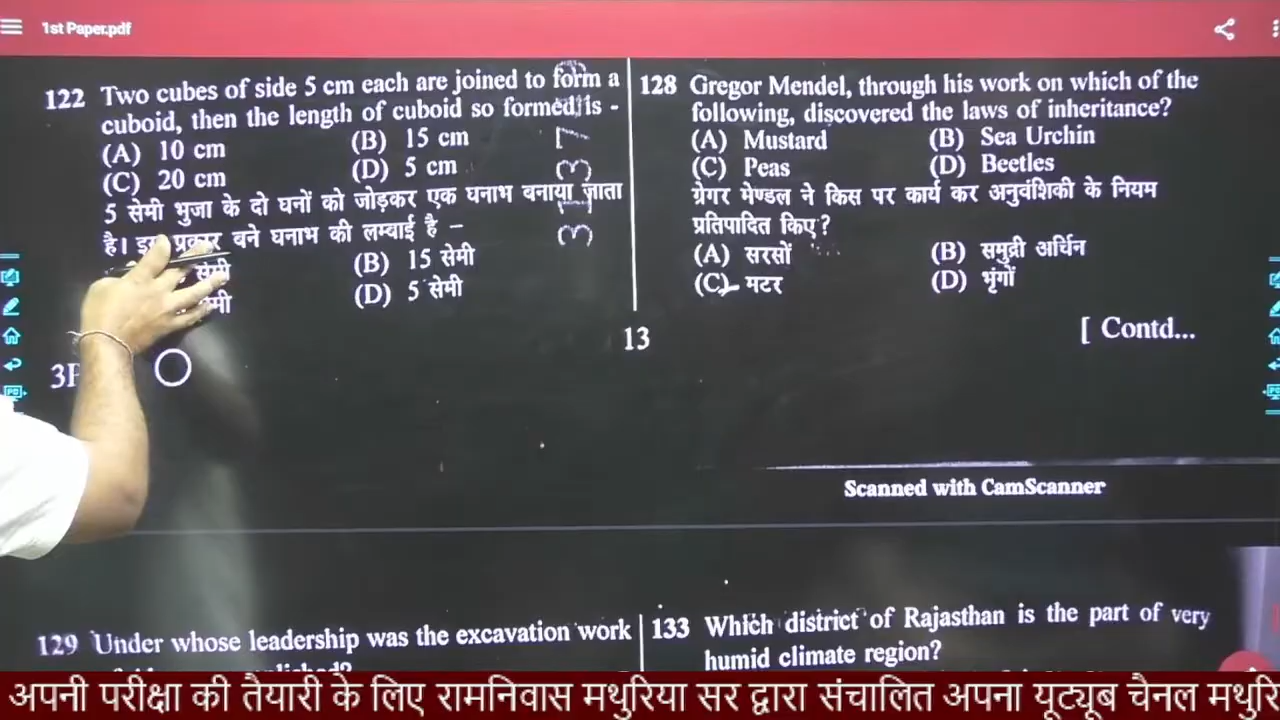 1st Paper.pdf
122 Two cubes of side 5 cm each are joined to form a
cuboid, then the length of cuboid so formed is -
(A) 10 cm (B) 15 cm
(C) 20 cm (D) 5 cm
5 सेमी भुजा के दो घनों को जोड़कर एक घनाभ बनाया जाता
है। इस प्रकार बने घनाभ की लम्बाई है –
सेमी (B) 15 सेमी
सेमी (D) 5 सेमी
128 Gregor Mendel, through his work on which of the
following, discovered the laws of inheritance?
(A) Mustard (B) Sea Urchin
(C) Peas (D) Beetles
ग्रेगर मेण्डल ने किस पर कार्य कर अनुवंशिकी के नियम
प्रतिपादित किए?
(A) सरसों (B) समुद्री अर्चिन
(C) मटर (D) भृंगों
13
[ Contd...
Scanned with CamScanner
129 Under whose leadership was the excavation work
133 Which district of Rajasthan is the part of very
humid climate region?
अपनी परीक्षा की तैयारी के लिए रामनिवास मथुरिया सर द्वारा संचालित अपना यूट्यूब चैनल मथुरि